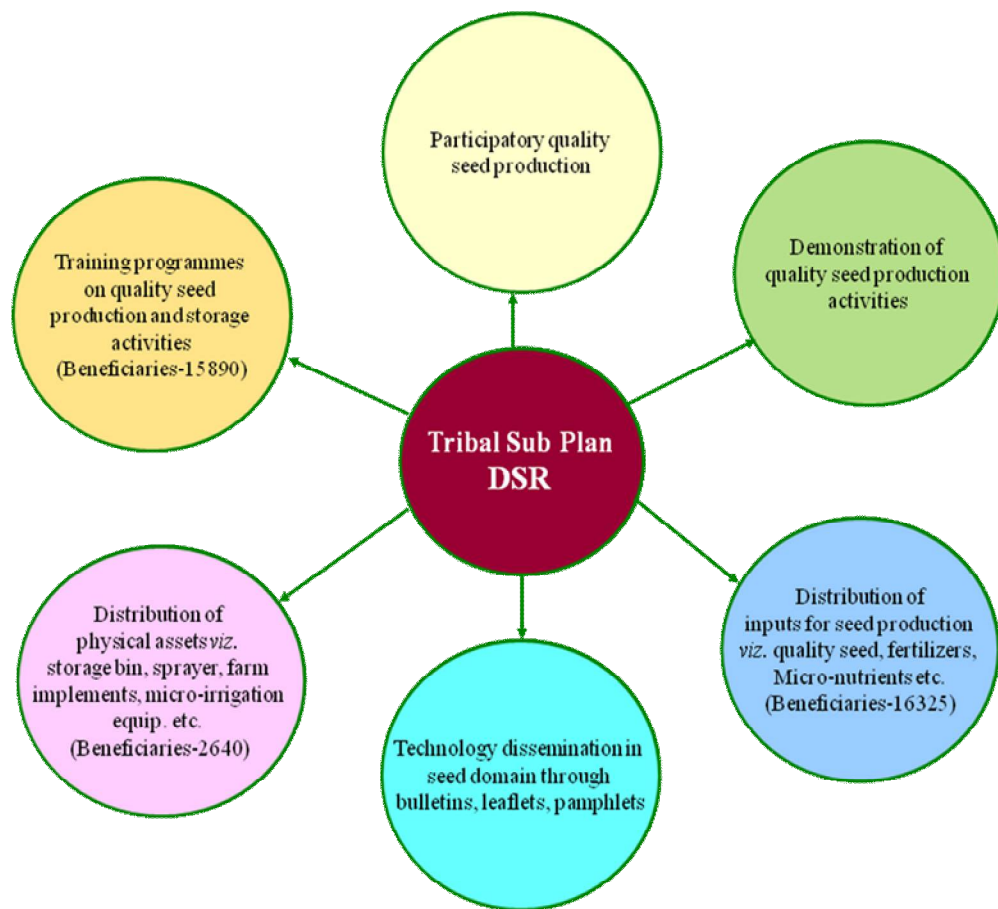 Participatory quality
seed production
Demonstration of
quality seed production
activities
Training programmes
on quality seed
production and storage
activities
(Beneficiaries-15890)
Tribal Sub Plan
DSR
Distribution of
physical assets viz.
storage bin, sprayer, farm
implements, micro-irrigation
equip. etc.
(Beneficiaries-2640)
Distribution of
inputs for seed production
viz. quality seed, fertilizers,
Micro-nutrients etc.
(Beneficiaries-16325)
Technology dissemination in
seed domain through
bulletins, leaflets, pamphlets